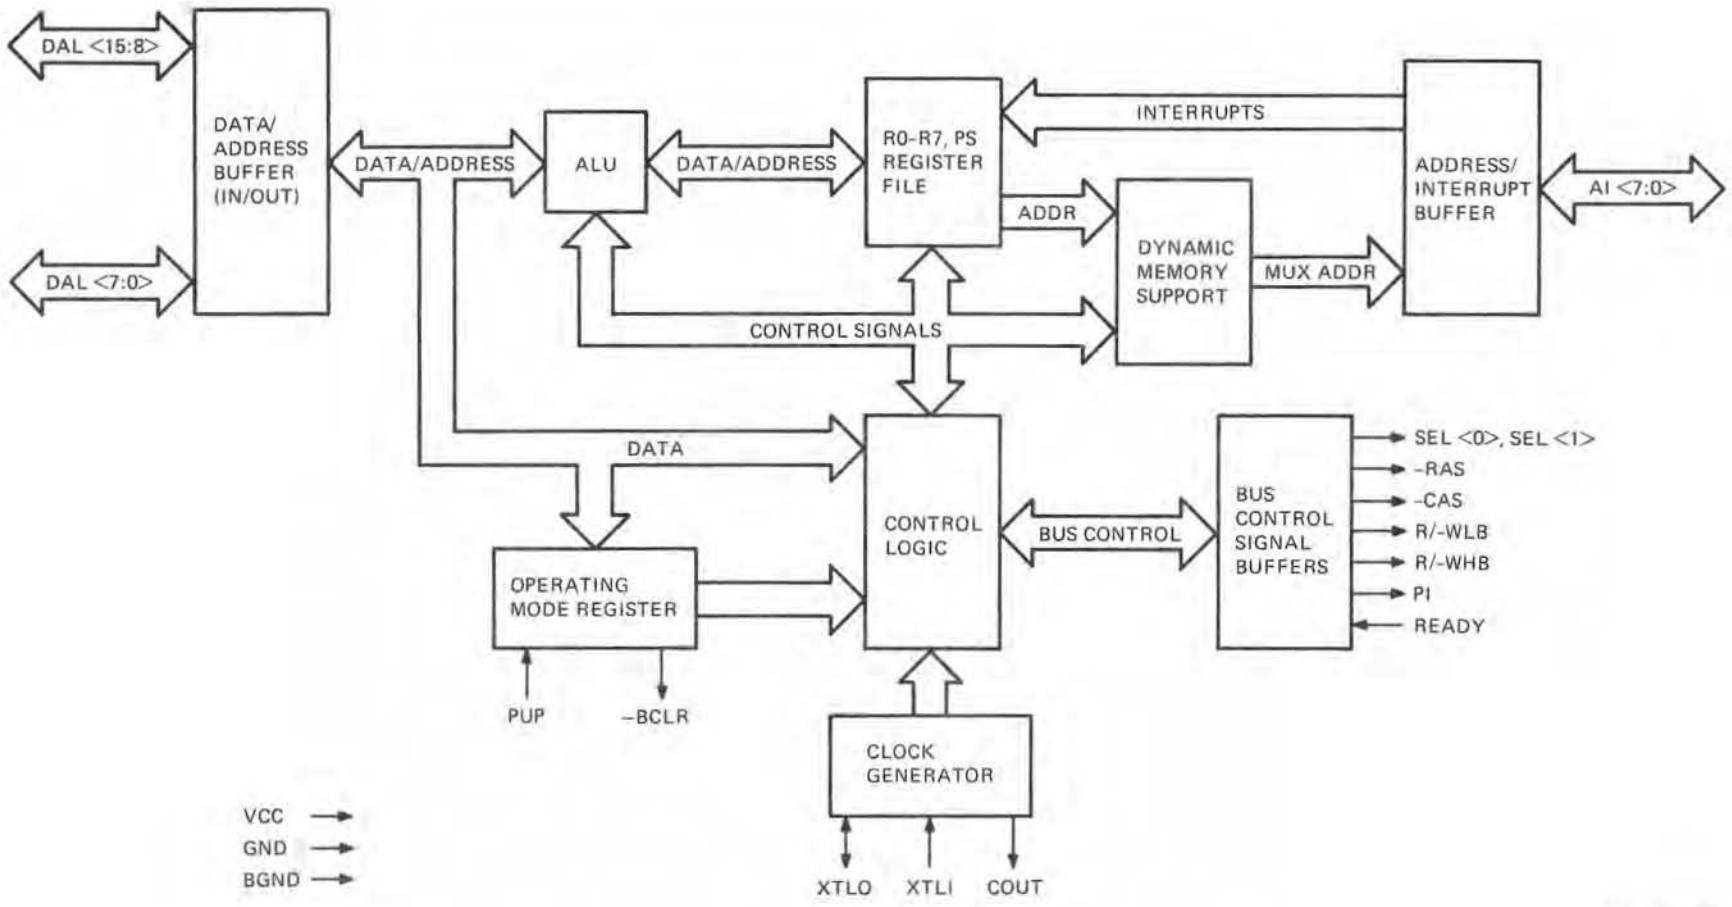 DAL <15:8>
DATA/
ADDRESS
BUFFER
(IN/OUT)
DAL <7:0>
DATA/ADDRESS
ALU
DATA/ADDRESS
R0-R7, PS
REGISTER
FILE
INTERRUPTS
ADDR
DYNAMIC
MEMORY
SUPPORT
MUX ADDR
ADDRESS/
INTERRUPT
BUFFER
AI <7:0>
CONTROL SIGNALS
DATA
OPERATING
MODE REGISTER
PUP
-BCLR
CONTROL
LOGIC
BUS CONTROL
BUS
CONTROL
SIGNAL
BUFFERS
SEL <0>, SEL <1>
-RAS
-CAS
R/-WLB
R/-WHB
PI
READY
CLOCK
GENERATOR
XTLO
XTLI
COUT
VCC
GND
BGND